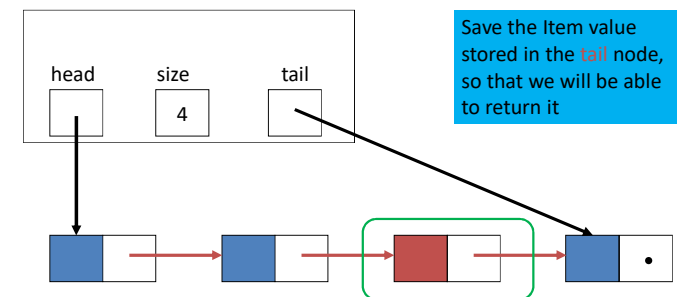 Save the Item value
stored in the tail node,
so that we will be able
to return it
head size tail
4